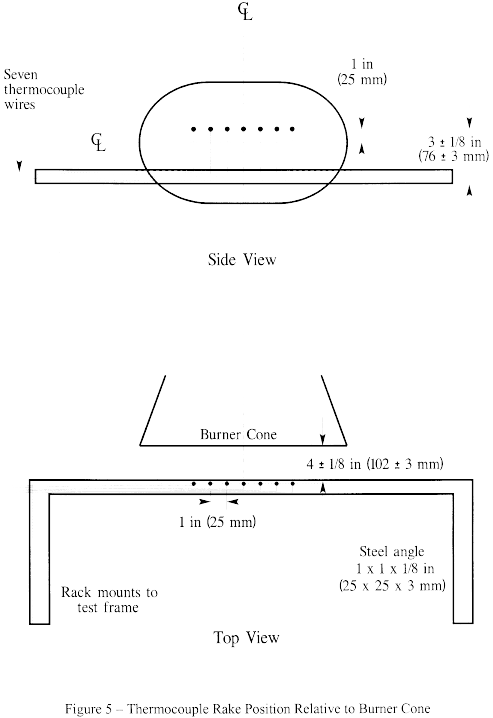 ℄
1 in
(25 mm)
Seven
thermocouple
wires
℄
3 ± 1/8 in
(76 ± 3 mm)
Side View
Burner Cone
4 ± 1/8 in (102 ± 3 mm)
1 in (25 mm)
Steel angle
1 x 1 x 1/8 in
(25 x 25 x 3 mm)
Rack mounts to
test frame
Top View
Figure 5 – Thermocouple Rake Position Relative to Burner Cone